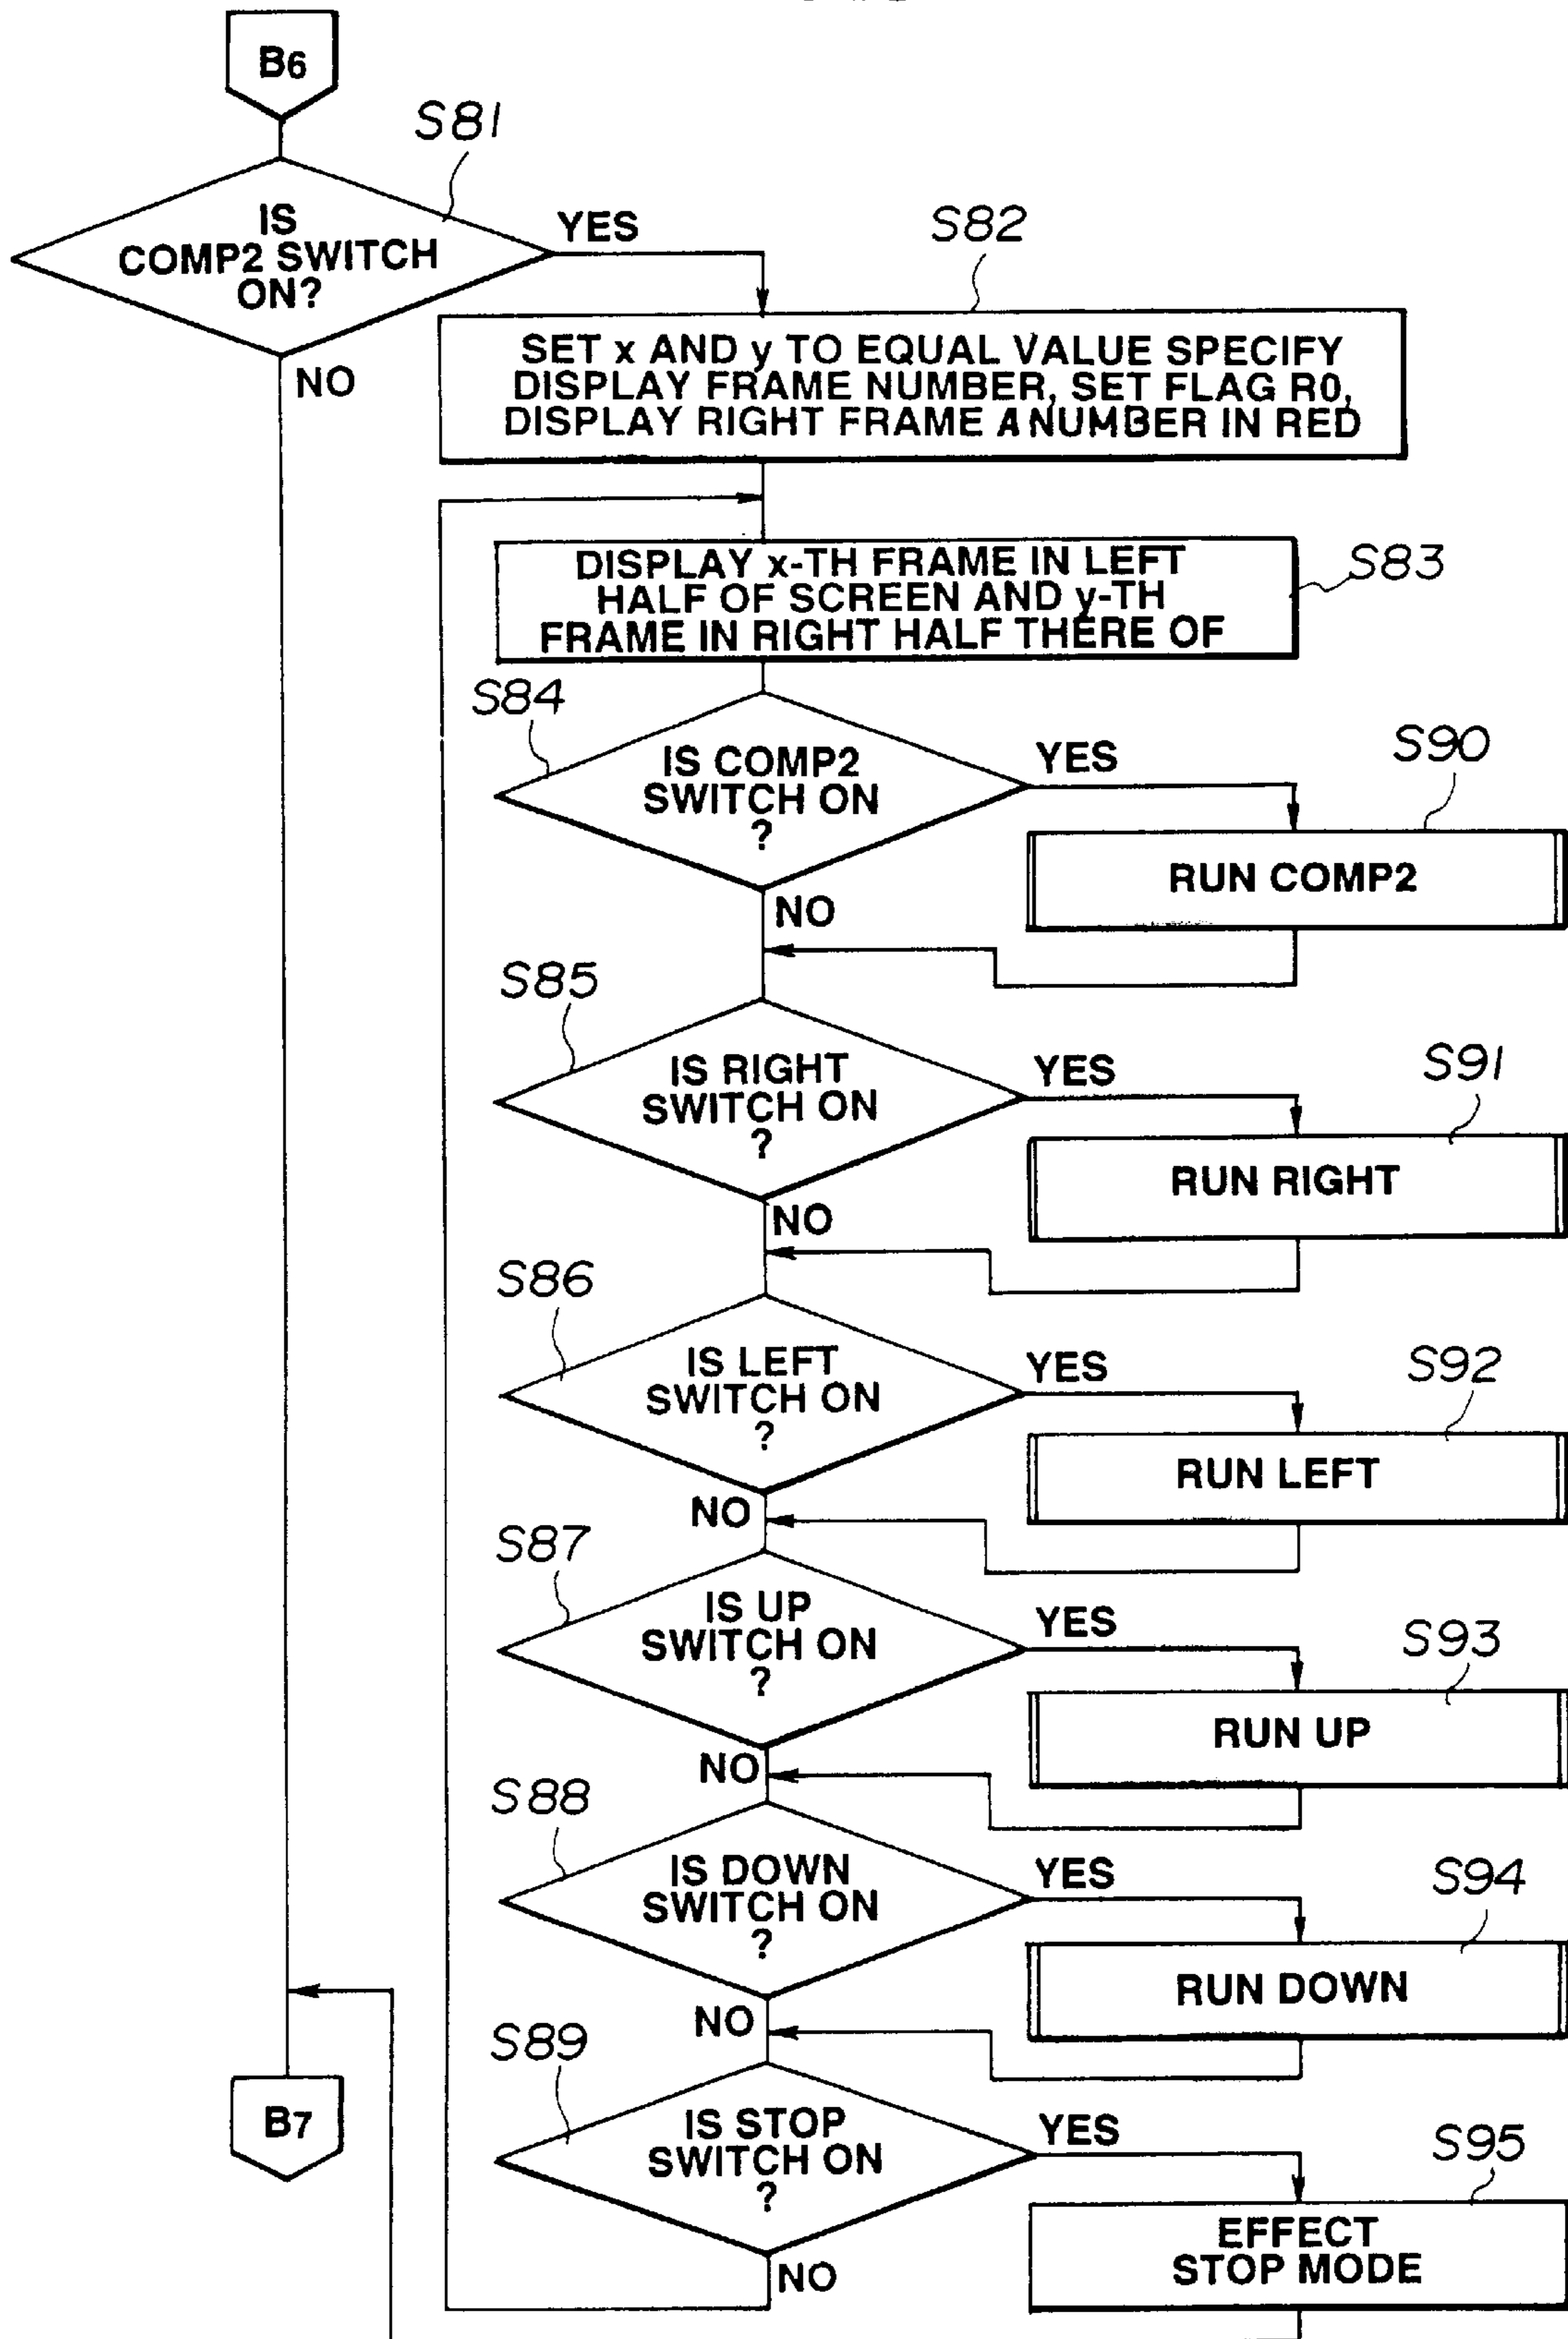 B6
S81
IS
COMP2 SWITCH
ON?
YES
NO
S82
SET x AND y TO EQUAL VALUE SPECIFY
DISPLAY FRAME NUMBER, SET FLAG R0,
DISPLAY RIGHT FRAME A NUMBER IN RED
DISPLAY x-TH FRAME IN LEFT
HALF OF SCREEN AND y-TH
FRAME IN RIGHT HALF THERE OF
S83
S84
IS COMP2
SWITCH ON
?
YES
NO
S90
RUN COMP2
S85
IS RIGHT
SWITCH ON
?
YES
NO
S91
RUN RIGHT
S86
IS LEFT
SWITCH ON
?
YES
NO
S92
RUN LEFT
S87
IS UP
SWITCH ON
?
YES
NO
S93
RUN UP
S88
IS DOWN
SWITCH ON
?
YES
NO
S94
RUN DOWN
S89
IS STOP
SWITCH ON
?
YES
NO
S95
EFFECT
STOP MODE
B7